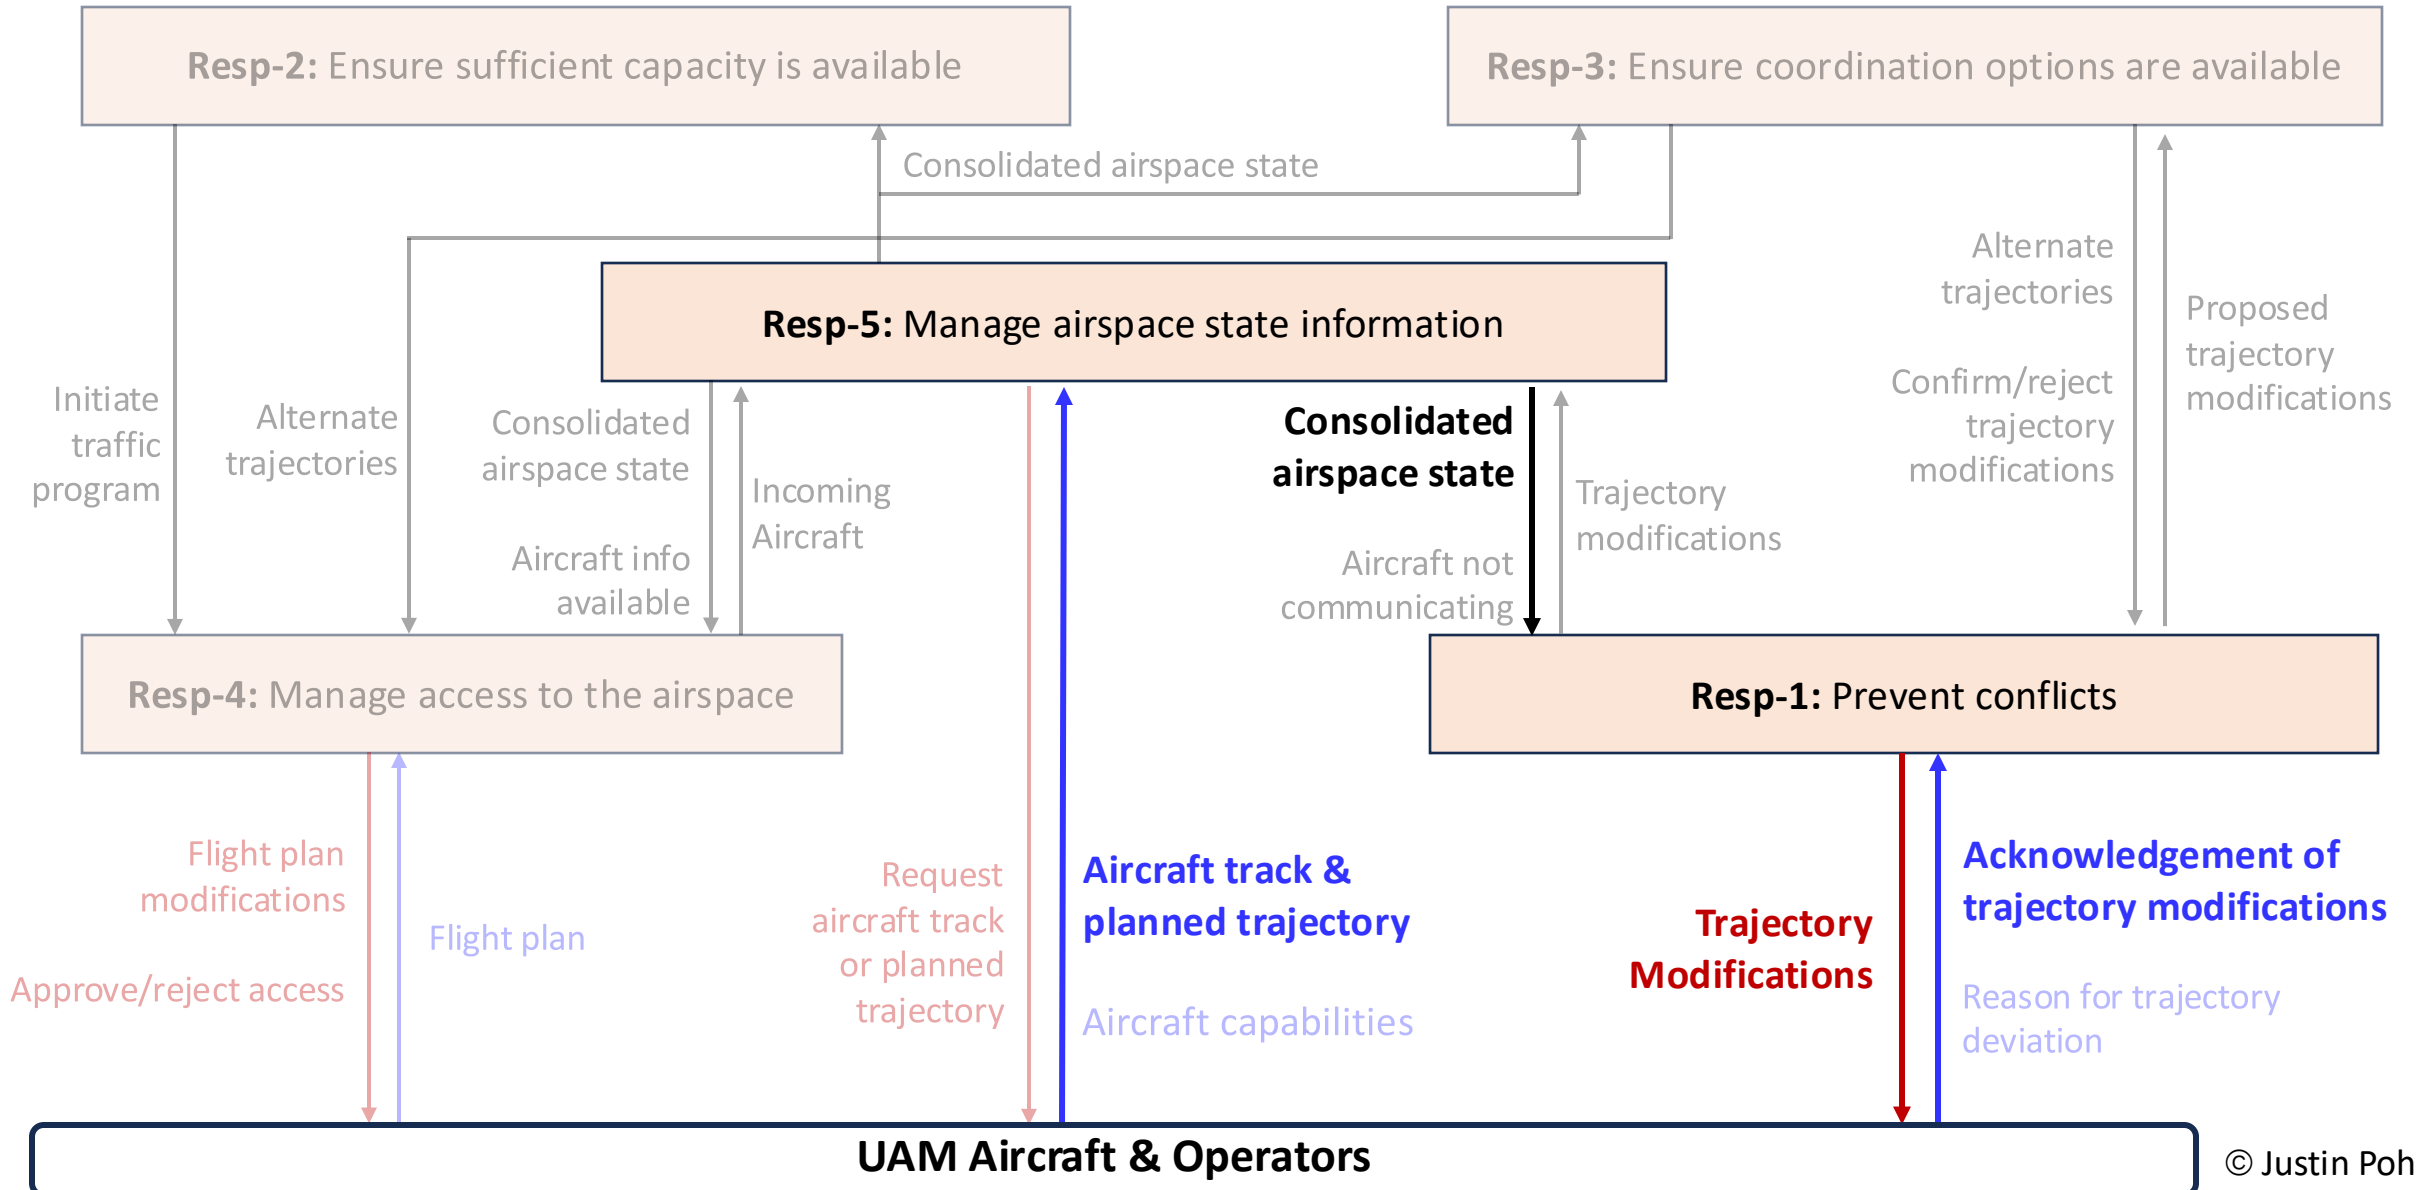 Resp-2: Ensure sufficient capacity is available
Resp-3: Ensure coordination options are available
Consolidated airspace state
Alternate
trajectories
Confirm/reject
trajectory
modifications
Proposed
trajectory
modifications
Resp-5: Manage airspace state information
Initiate
traffic
program
Alternate
trajectories
Consolidated
airspace state
Aircraft info
available
Incoming
Aircraft
Consolidated
airspace state
Aircraft not
communicating
Trajectory
modifications
Resp-4: Manage access to the airspace
Resp-1: Prevent conflicts
Flight plan
modifications
Approve/reject access
Flight plan
Request
aircraft track
or planned
trajectory
Aircraft track &
planned trajectory
Aircraft capabilities
Trajectory
Modifications
Acknowledgement of
trajectory modifications
Reason for trajectory
deviation
UAM Aircraft & Operators
© Justin Poh